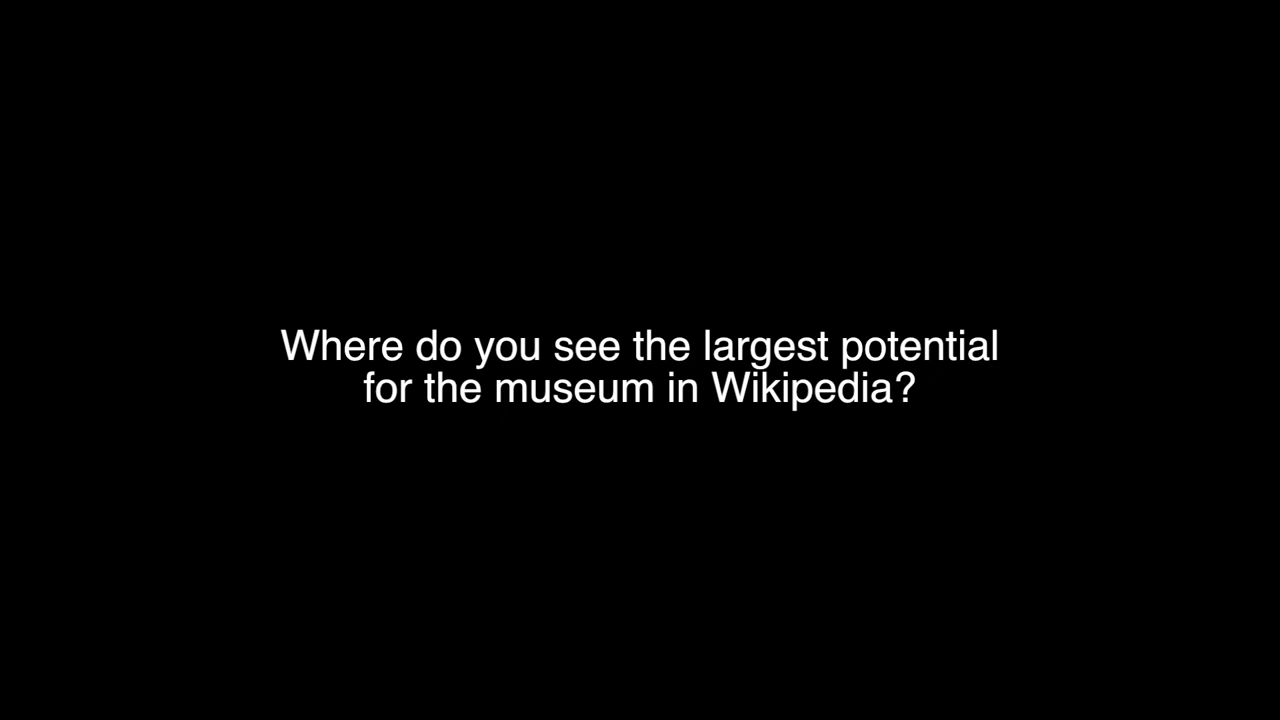 Where do you see the largest potential
for the museum in Wikipedia?